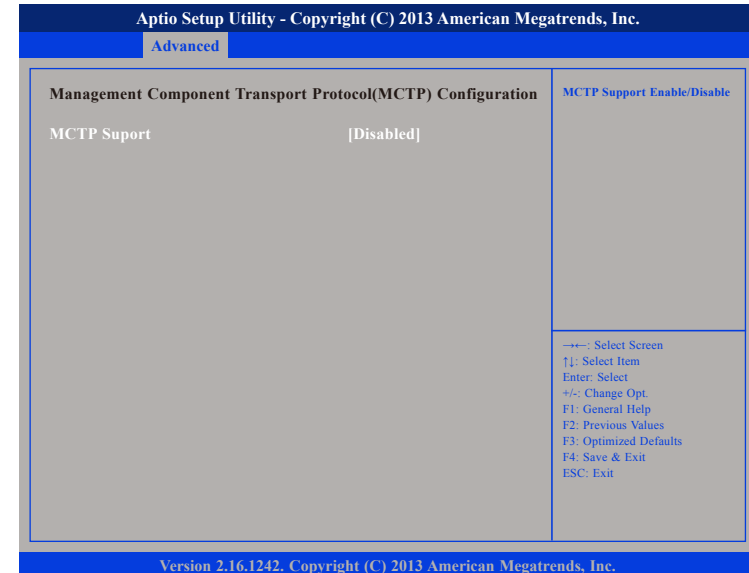 Aptio Setup Utility - Copyright (C) 2013 American Megatrends, Inc.
Advanced
Management Component Transport Protocol(MCTP) Configuration
MCTP Suport [Disabled]
MCTP Support Enable/Disable
→←: Select Screen
↑↓: Select Item
Enter: Select
+/-: Change Opt.
F1: General Help
F2: Previous Values
F3: Optimized Defaults
F4: Save & Exit
ESC: Exit
Version 2.16.1242. Copyright (C) 2013 American Megatrends, Inc.